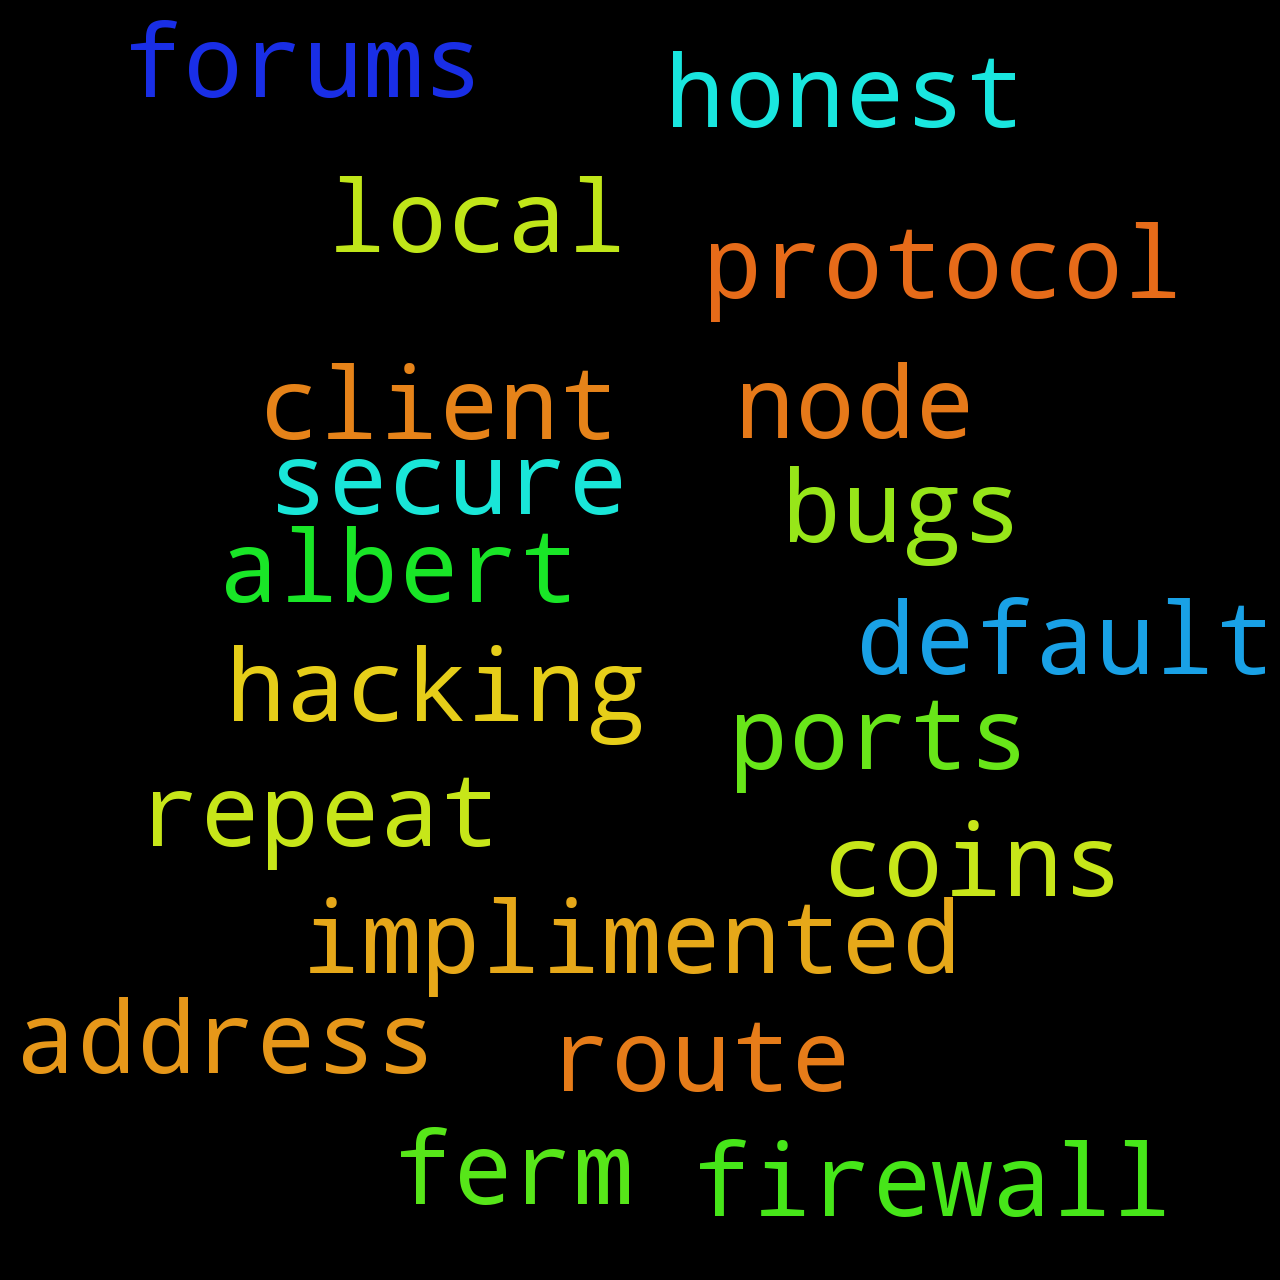 forums
honest
local
protocol
client
node
secure
bugs
albert
default
hacking
ports
repeat
coins
implimented
address
route
ferm
firewall